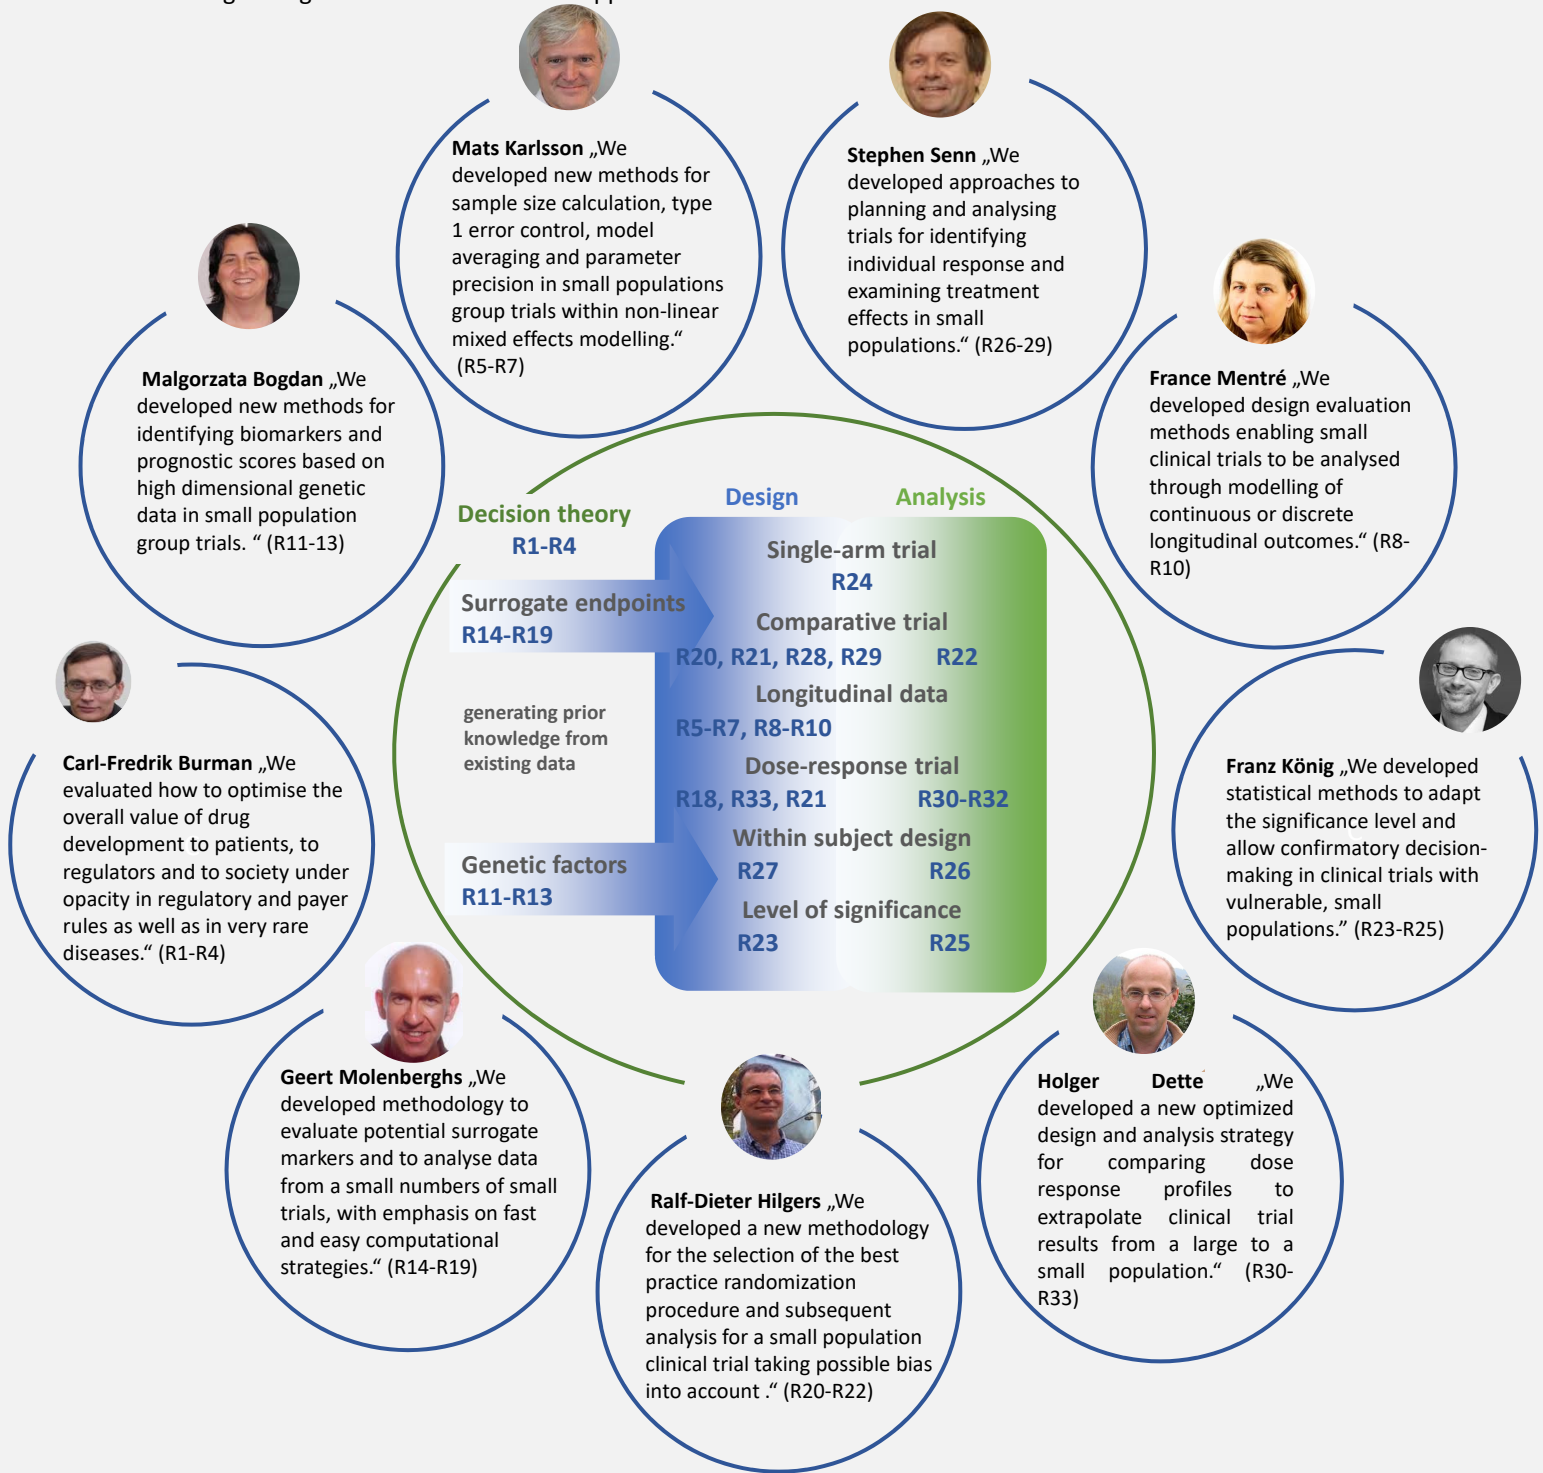 Mats Karlsson „We
developed new methods for
sample size calculation, type
1 error control, model
averaging and parameter
precision in small populations
group trials within non-linear
mixed effects modelling.“
(R5-R7)
Stephen Senn „We
developed approaches to
planning and analysing
trials for identifying
individual response and
examining treatment
effects in small
populations.“ (R26-29)
Malgorzata Bogdan „We
developed new methods for
identifying biomarkers and
prognostic scores based on
high dimensional genetic
data in small population
group trials. “ (R11-13)
France Mentré „We
developed design evaluation
methods enabling small
clinical trials to be analysed
through modelling of
continuous or discrete
longitudinal outcomes.“ (R8-
R10)
Decision theory
R1-R4
Surrogate endpoints
R14-R19
generating prior
knowledge from
existing data
Genetic factors
R11-R13
Design Analysis
Single-arm trial
R24
Comparative trial
R20, R21, R28, R29 R22
Longitudinal data
R5-R7, R8-R10
Dose-response trial
R18, R33, R21 R30-R32
Within subject design
R27 R26
Level of significance
R23 R25
Carl-Fredrik Burman „We
evaluated how to optimise the
overall value of drug
development to patients, to
regulators and to society under
opacity in regulatory and payer
rules as well as in very rare
diseases.“ (R1-R4)
Franz König „We developed
statistical methods to adapt
the significance level and
allow confirmatory decision-
making in clinical trials with
vulnerable, small
populations.” (R23-R25)
Geert Molenberghs „We
developed methodology to
evaluate potential surrogate
markers and to analyse data
from a small numbers of small
trials, with emphasis on fast
and easy computational
strategies.“ (R14-R19)
Ralf-Dieter Hilgers „We
developed a new methodology
for the selection of the best
practice randomization
procedure and subsequent
analysis for a small population
clinical trial taking possible bias
into account .“ (R20-R22)
Holger Dette „We
developed a new optimized
design and analysis strategy
for comparing dose
response profiles to
extrapolate clinical trial
results from a large to a
small population.“ (R30-
R33)